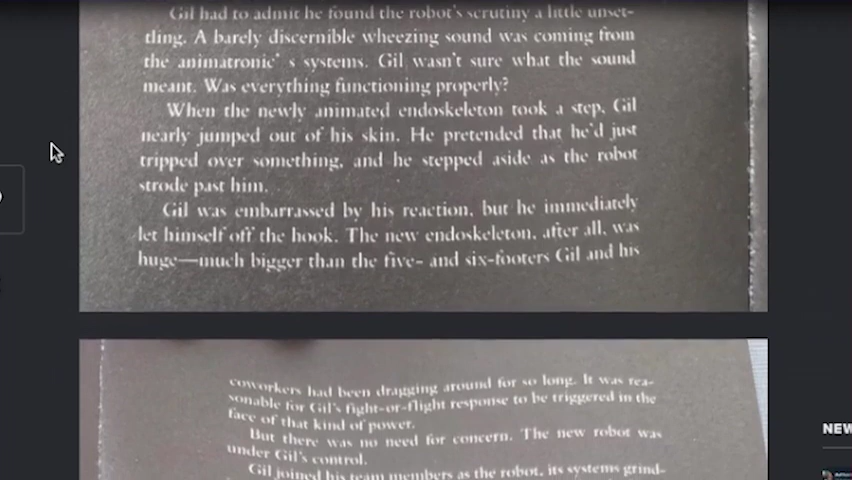 Gil had to admit he found the robot's scrutiny a little unset-
tling. A barely discernible wheezing sound was coming from
the animatronic' s systems. Gil wasn't sure what the sound
meant. Was everything functioning properly?
When the newly animated endoskeleton took a step, Gil
nearly jumped out of his skin. He pretended that he'd just
tripped over something, and he stepped aside as the robot
strode past him.
Gil was embarrassed by his reaction, but he immediately
let himself off the hook. The new endoskeleton, after all, was
huge—much bigger than the five- and six-footers Gil and his
coworkers had been dragging around for so long. It was rea-
sonable for Gil's fight-or-flight response to be triggered in the
face of that kind of power.
But there was no need for concern. The new robot was
under Gil's control.
Gil joined his team members as the robot, its systems grind-
NEW